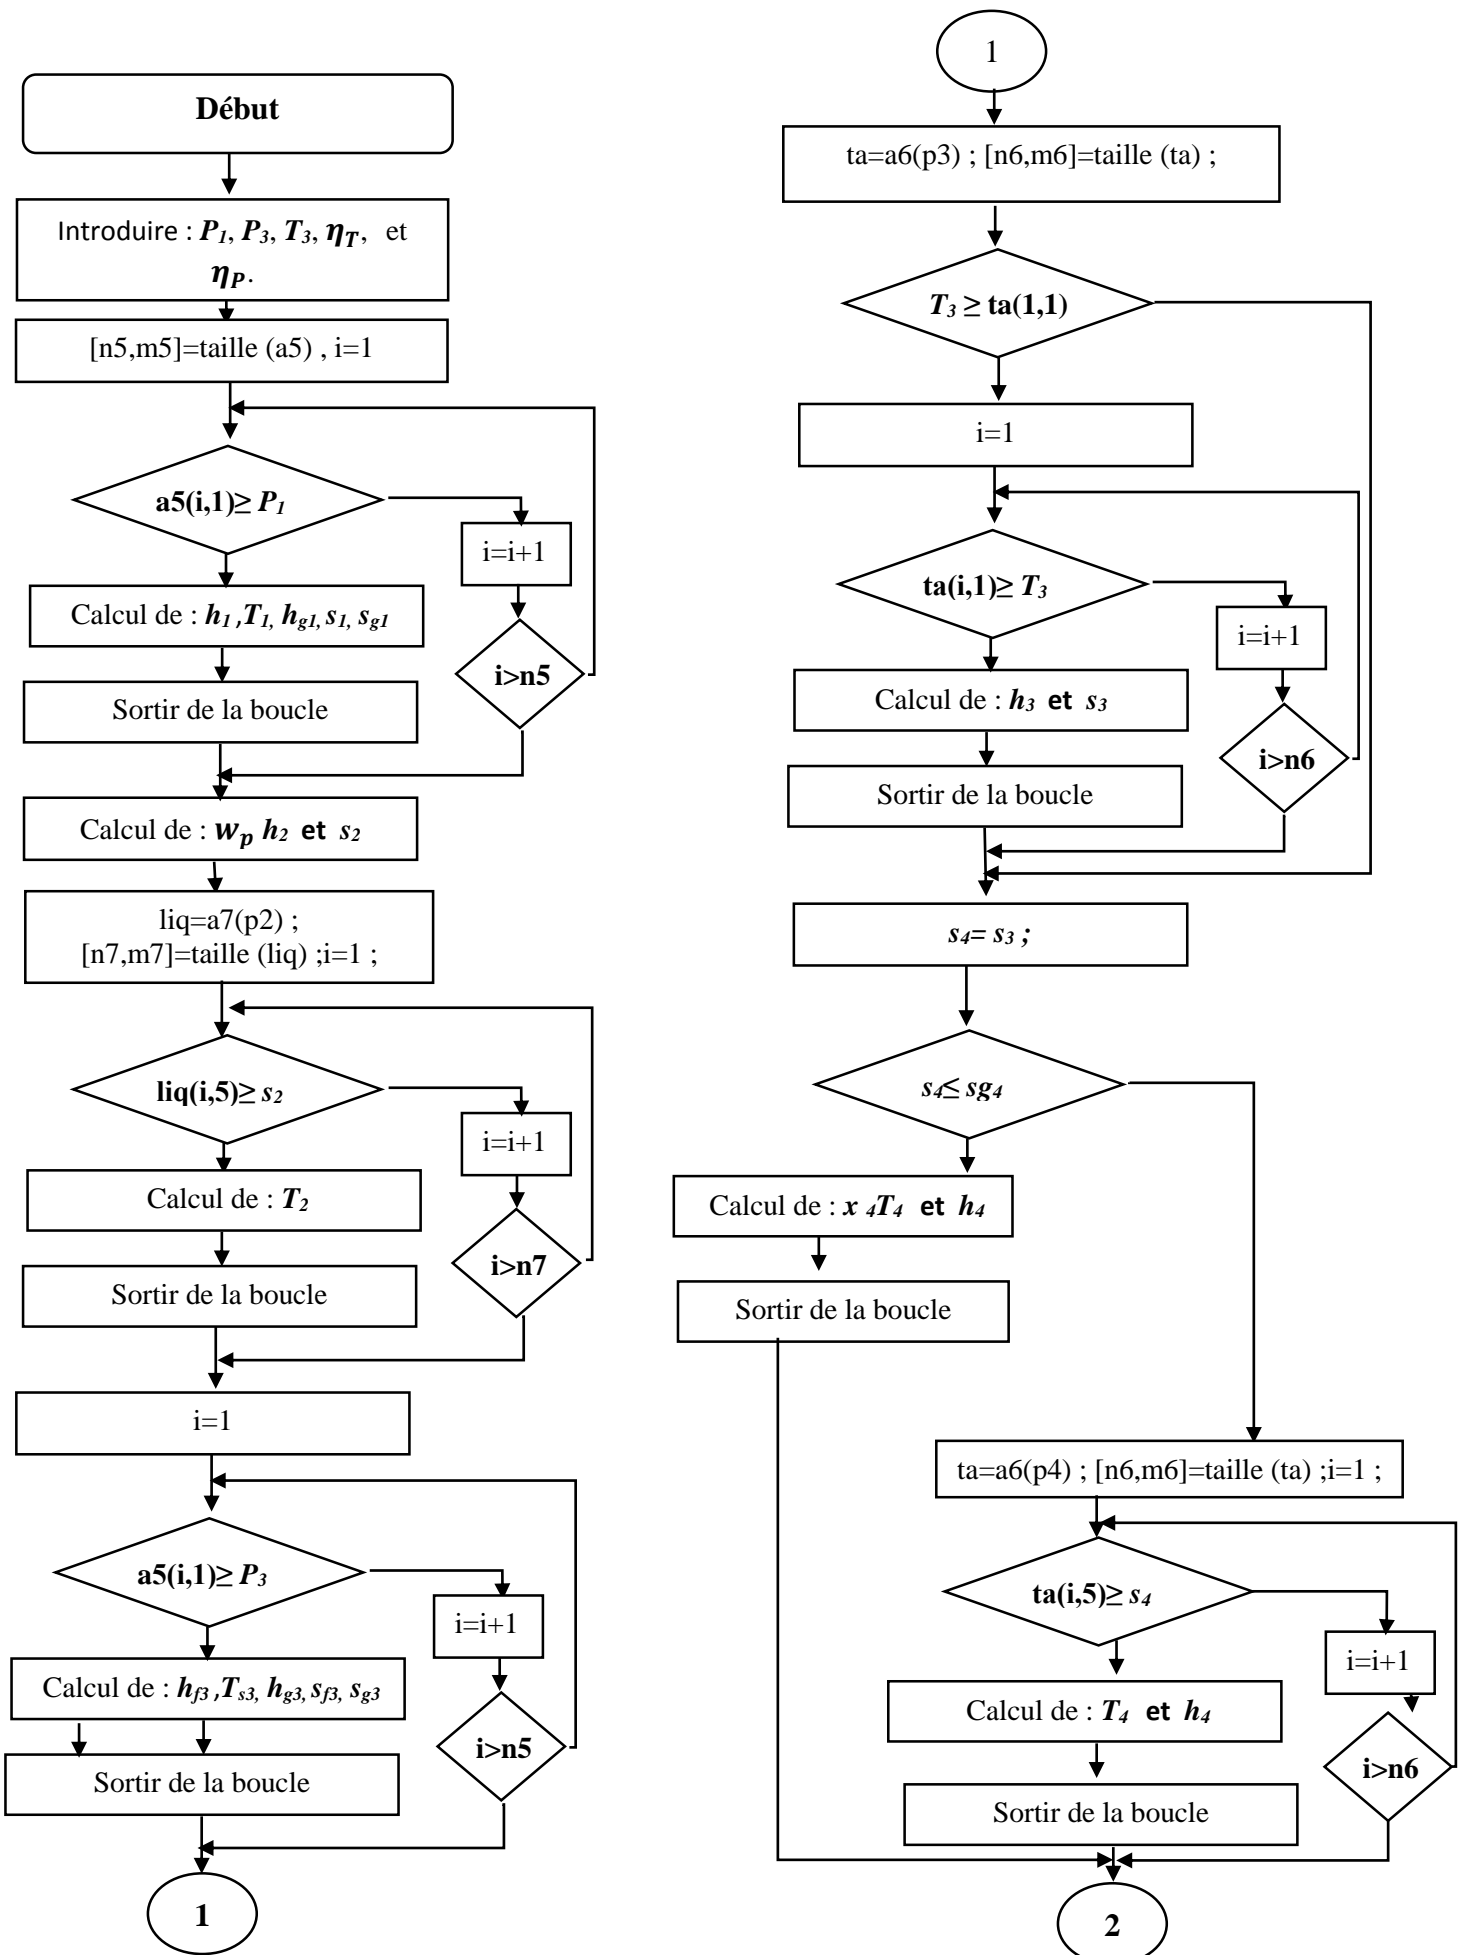 Début
Introduire : P1, P3, T3, ηT, et
ηP.
[n5,m5]=taille (a5) , i=1
a5(i,1)≥ P1
i=i+1
Calcul de : h1 ,T1, hg1, s1, sg1
i>n5
Sortir de la boucle
Calcul de : wp h2 et s2
liq=a7(p2) ;
[n7,m7]=taille (liq) ;i=1 ;
liq(i,5)≥ s2
i=i+1
Calcul de : T2
i>n7
Sortir de la boucle
i=1
a5(i,1)≥ P3
i=i+1
Calcul de : hf3 ,Ts3, hg3, sf3, sg3
i>n5
Sortir de la boucle
1
1
ta=a6(p3) ; [n6,m6]=taille (ta) ;
T3 ≥ ta(1,1)
i=1
ta(i,1)≥ T3
i=i+1
Calcul de : h3 et s3
i>n6
Sortir de la boucle
s4= s3 ;
s4≤ sg4
Calcul de : x 4T4 et h4
Sortir de la boucle
ta=a6(p4) ; [n6,m6]=taille (ta) ;i=1 ;
ta(i,5)≥ s4
i=i+1
Calcul de : T4 et h4
i>n6
Sortir de la boucle
2